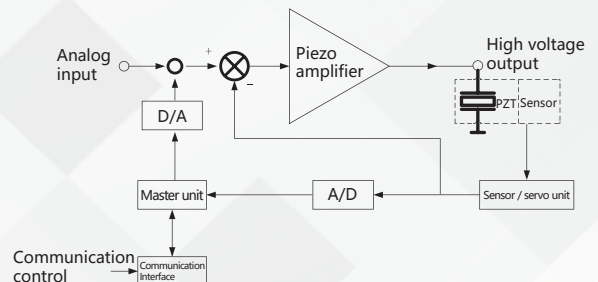 Analog
input
+
−
Piezo
amplifier
High voltage
output
PZT
Sensor
D/A
Master unit
A/D
Sensor / servo unit
Communication
control
Communication
Interface